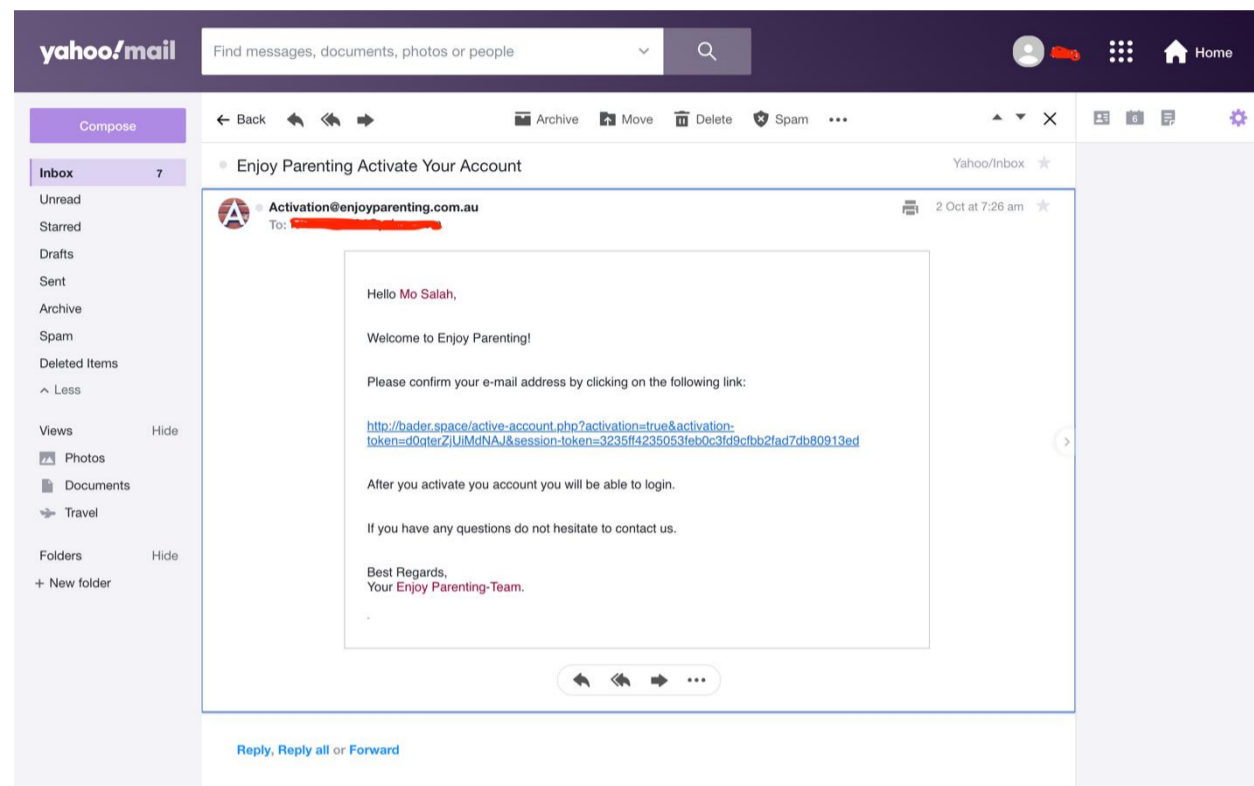 yahoo!mail
Find messages, documents, photos or people
Home
Compose
Back
Archive
Move
Delete
Spam
6
Inbox 7
Unread
Starred
Drafts
Sent
Archive
Spam
Deleted Items
Less
Views Hide
Photos
Documents
Travel
Folders Hide
+ New folder
Enjoy Parenting Activate Your Account
Yahoo/Inbox
A
Activation@enjoyparenting.com.au
2 Oct at 7:26 am
To:
Hello Mo Salah,
Welcome to Enjoy Parenting!
Please confirm your e-mail address by clicking on the following link:
http://bader.space/active-account.php?activation=true&activation-
token=d0qterZjUiMdNAJ&session-token=3235ff4235053feb0c3fd9cfbb2fad7db80913ed
After you activate you account you will be able to login.
If you have any questions do not hesitate to contact us.
Best Regards,
Your Enjoy Parenting-Team.
.
Reply, Reply all or Forward